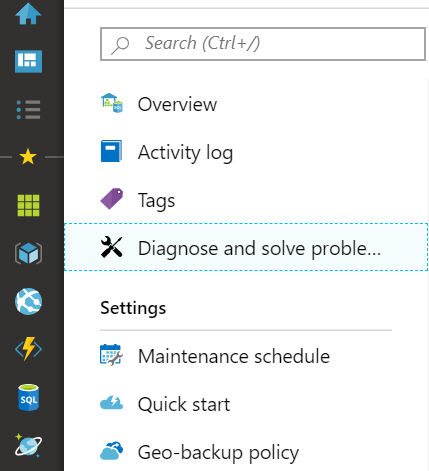 Search (Ctrl+/)
SQL
Overview
Activity log
Tags
Diagnose and solve proble...
Settings
Maintenance schedule
Quick start
SQL
Geo-backup policy